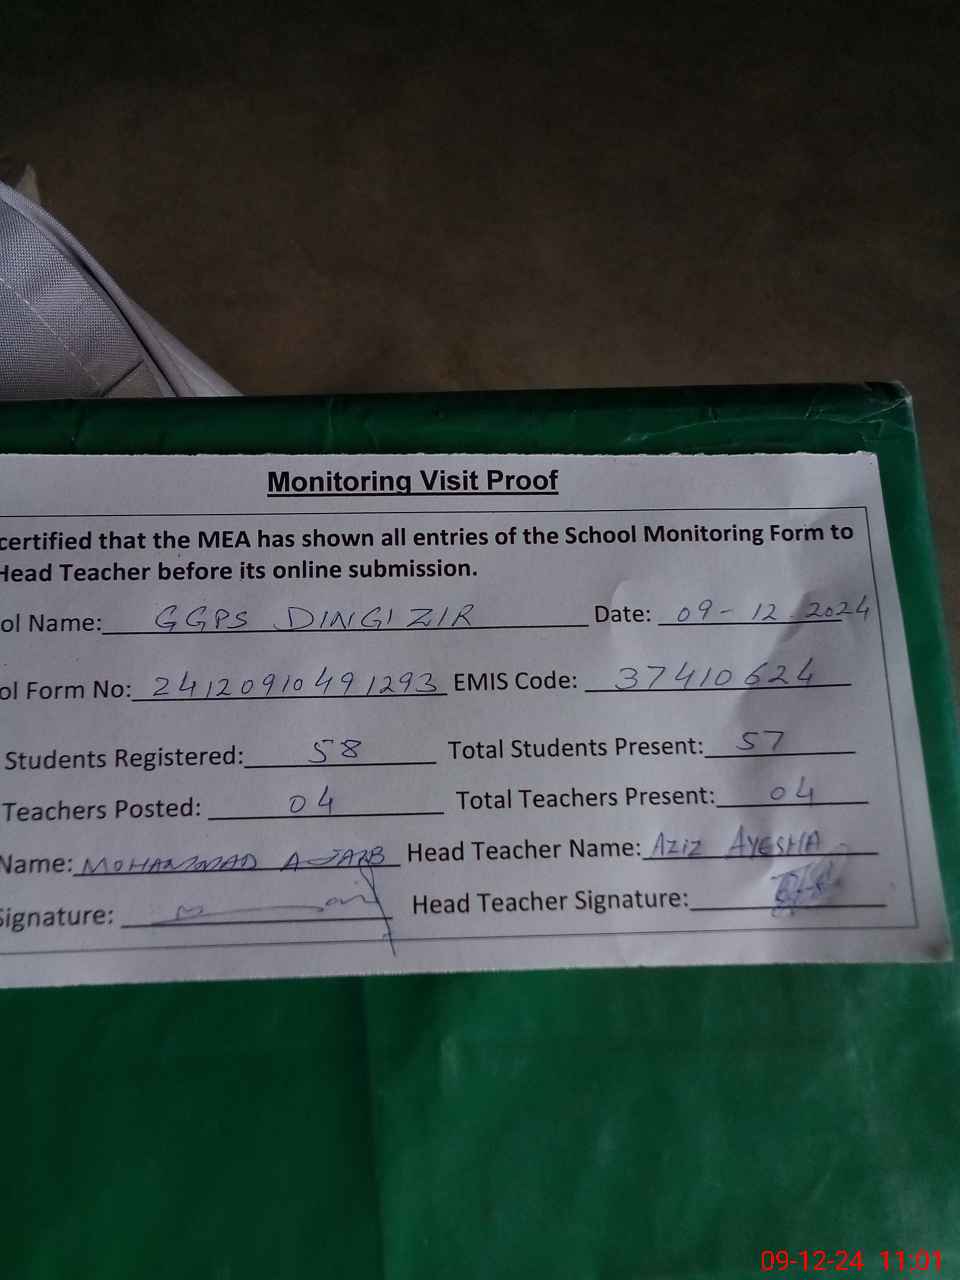 Monitoring Visit Proof
certified that the MEA has shown all entries of the School Monitoring Form to
Head Teacher before its online submission.
ol Name: GGPS DINGI ZIR Date: 09-12-2024
ol Form No: 2412091049 1293 EMIS Code: 37410624
Students Registered: 58 Total Students Present: 57
Teachers Posted: 04 Total Teachers Present: 04
Name: MOHAMMAD Head Teacher Name: AZIZ AYESHA
Signature: Head Teacher Signature:
09-12-24 11:01